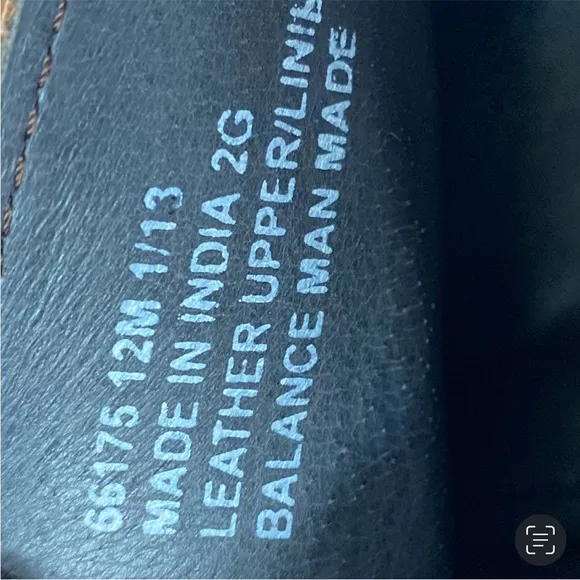 66175 12M 1/13
MADE IN INDIA 2G
LEATHER UPPER/LINI
BALANCE MAN MADE